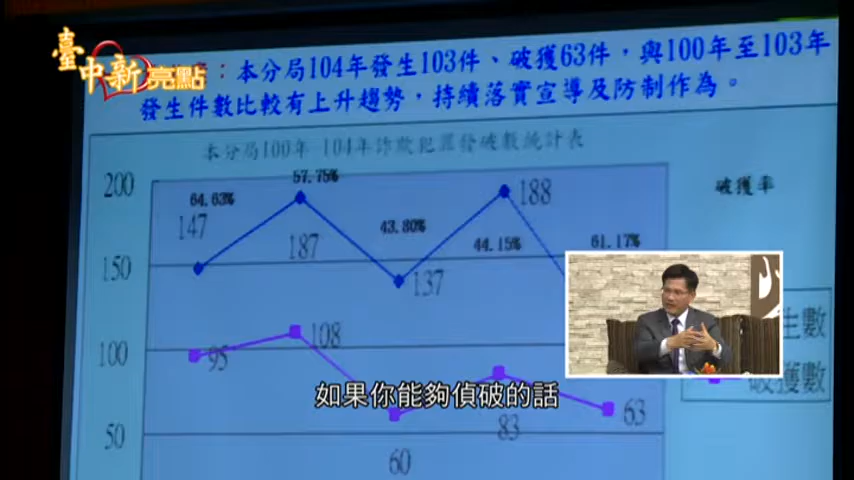 臺中新亮點
：本分局104年發生103件、破獲63件，與100年至103年
發生件數比較有上升趨勢，持續落實宣導及防制作為。
本分局100年-104年詐欺犯罪發破數統計表
破獲率
200
150
100
50
64.63%
57.75%
43.80%
44.15%
61.17%
147
187
137
188
95
108
60
83
63
生數
破獲數
如果你能夠偵破的話